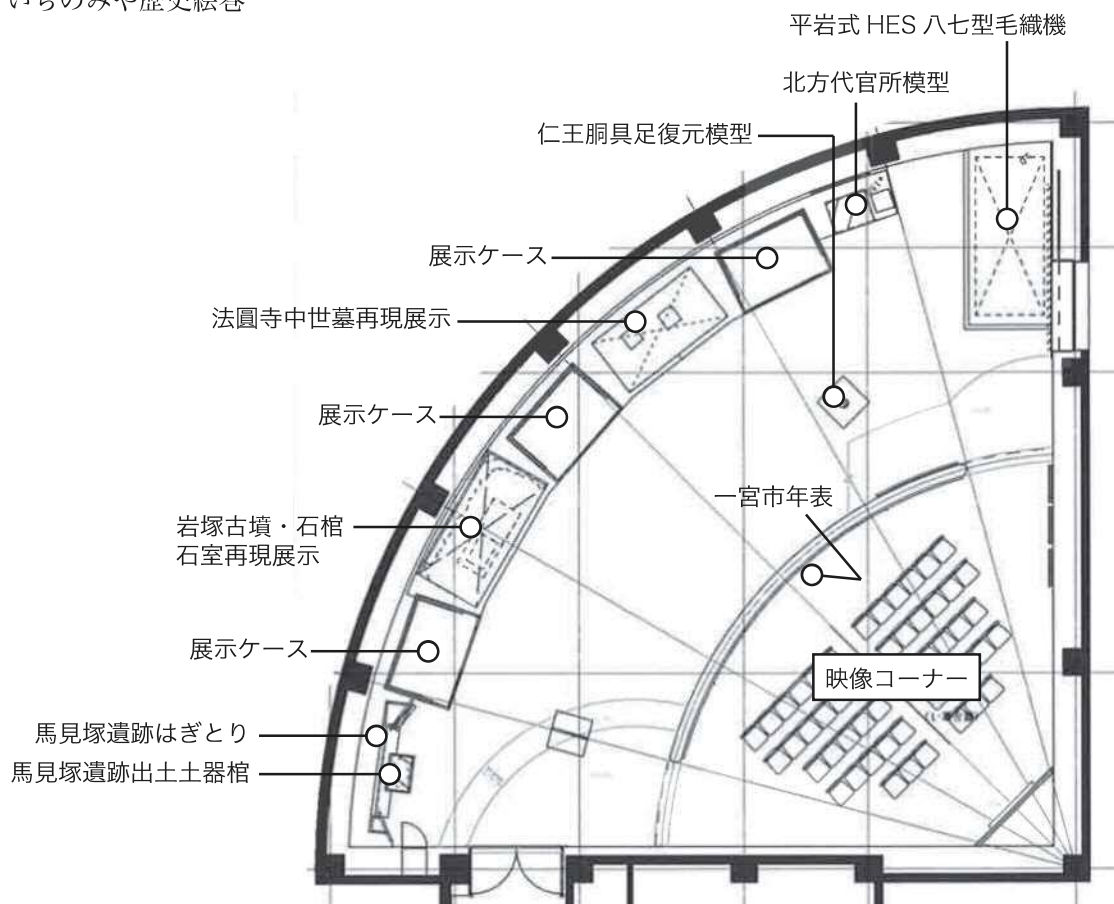 いちのみや歴史絵巻
平岩式 HES 八七型毛織機
北方代官所模型
仁王胴具足復元模型
展示ケース
法圓寺中世墓再現展示
展示ケース
一宮市年表
岩塚古墳・石棺
石室再現展示
展示ケース
映像コーナー
馬見塚遺跡はぎとり
馬見塚遺跡出土土器棺